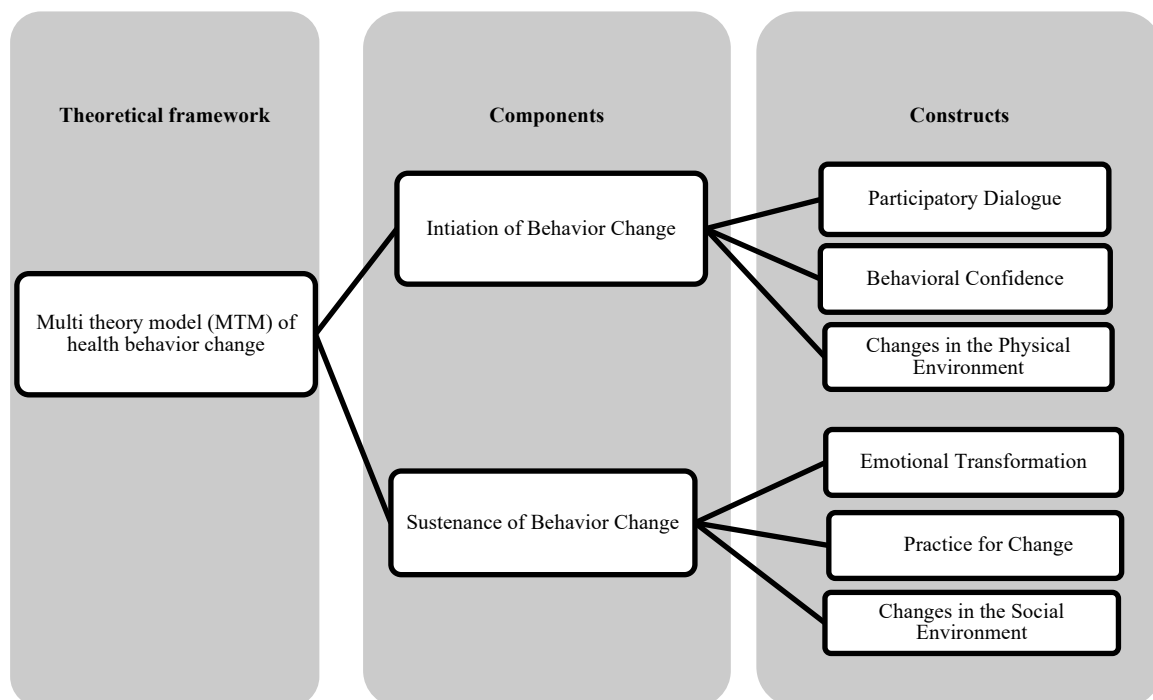 Theoretical framework
Components
Constructs
Multi theory model (MTM) of
health behavior change
Intiation of Behavior Change
Sustenance of Behavior Change
Participatory Dialogue
Behavioral Confidence
Changes in the Physical
Environment
Emotional Transformation
Practice for Change
Changes in the Social
Environment